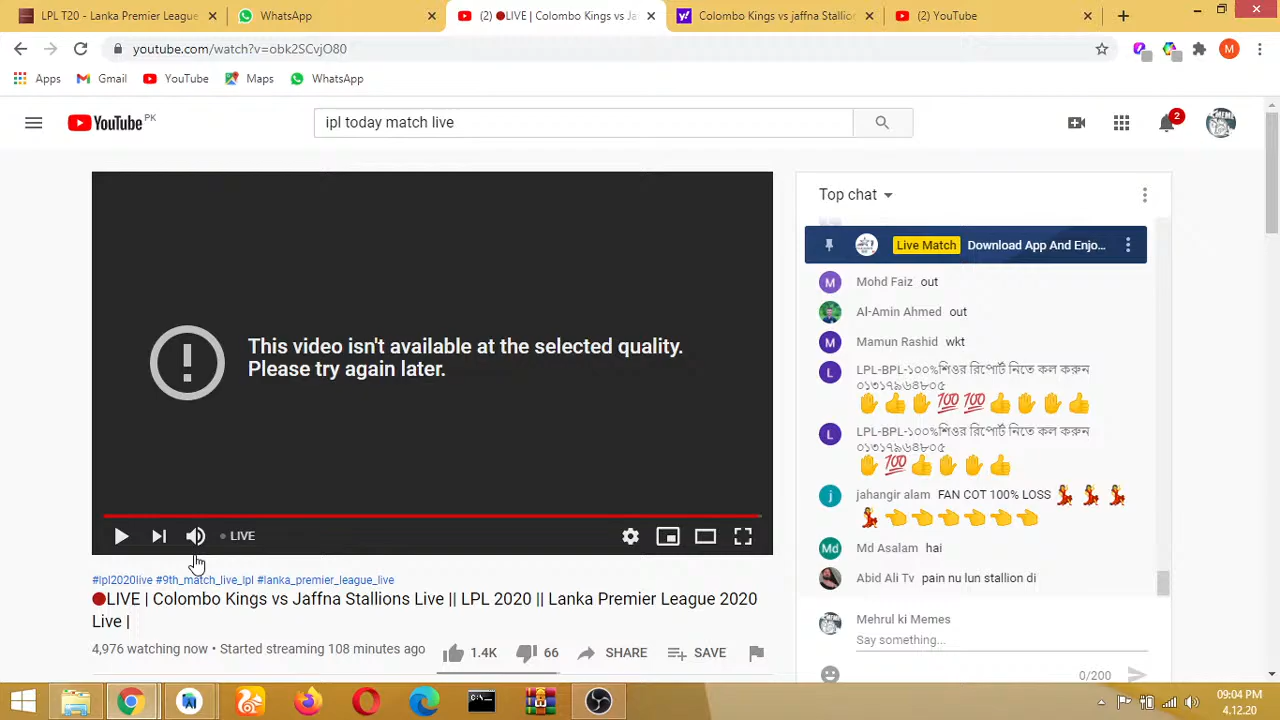 LPL T20 - Lanka Premier League
WhatsApp
(2) 🔴LIVE | Colombo Kings vs Ja
Colombo Kings vs jaffna Stallion
(2) YouTube
youtube.com/watch?v=obk2SCvjO80
M
Apps
Gmail
YouTube
Maps
WhatsApp
YouTube PK
ipl today match live
2
Top chat
Live Match Download App And Enjo...
M Mohd Faiz out
Al-Amin Ahmed out
M Mamun Rashid wkt
L LPL-BPL-১০০%শিওর রিপোর্ট নিতে কল করুন
০১৩১৭৯৬৪৮০৫
✋👍✋💯💯👍✋✋👍
L LPL-BPL-১০০%শিওর রিপোর্ট নিতে কল করুন
০১৩১৭৯৬৪৮০৫
✋💯👍✋✋👍
j jahangir alam FAN COT 100% LOSS 💃💃💃
💃👈👈👈👈👈👈
Md Md Asalam hai
Abid Ali Tv pain nu lun stallion di
Mehrul ki Memes
Say something...
0/200
This video isn't available at the selected quality.
Please try again later.
LIVE
#lpl2020live #9th_match_live_lpl #lanka_premier_league_live
🔴LIVE | Colombo Kings vs Jaffna Stallions Live || LPL 2020 || Lanka Premier League 2020
Live |
4,976 watching now • Started streaming 108 minutes ago
1.4K
66
SHARE
SAVE
09:04 PM
4.12.20